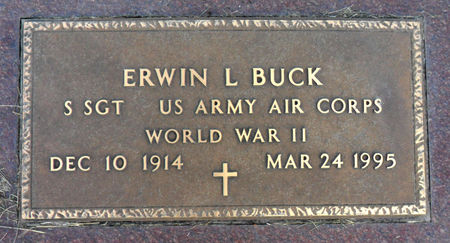 ERWIN L BUCK
S SGT US ARMY AIR CORPS
WORLD WAR II
DEC 10 1914 MAR 24 1995